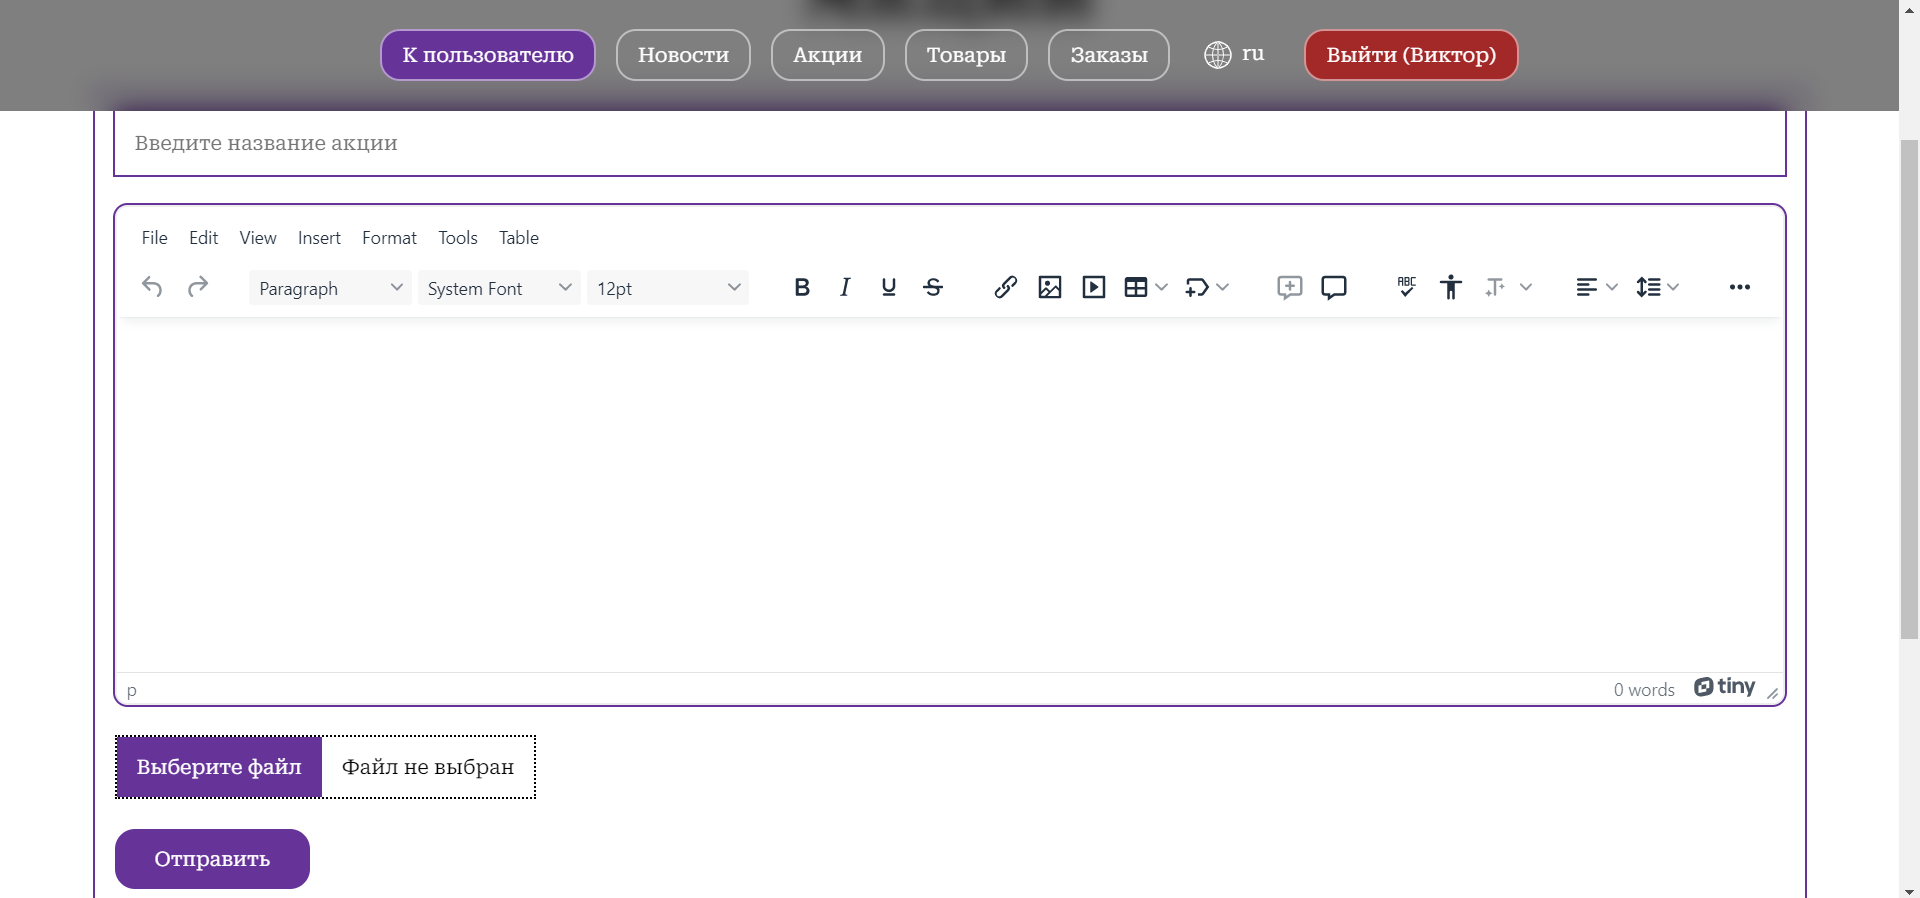 К пользователю Новости Акции Товары Заказы ru Выйти (Виктор)
Введите название акции
File Edit View Insert Format Tools Table
Paragraph System Font 12pt B I U S ABC
p 0 words tiny
Выберите файл Файл не выбран
Отправить